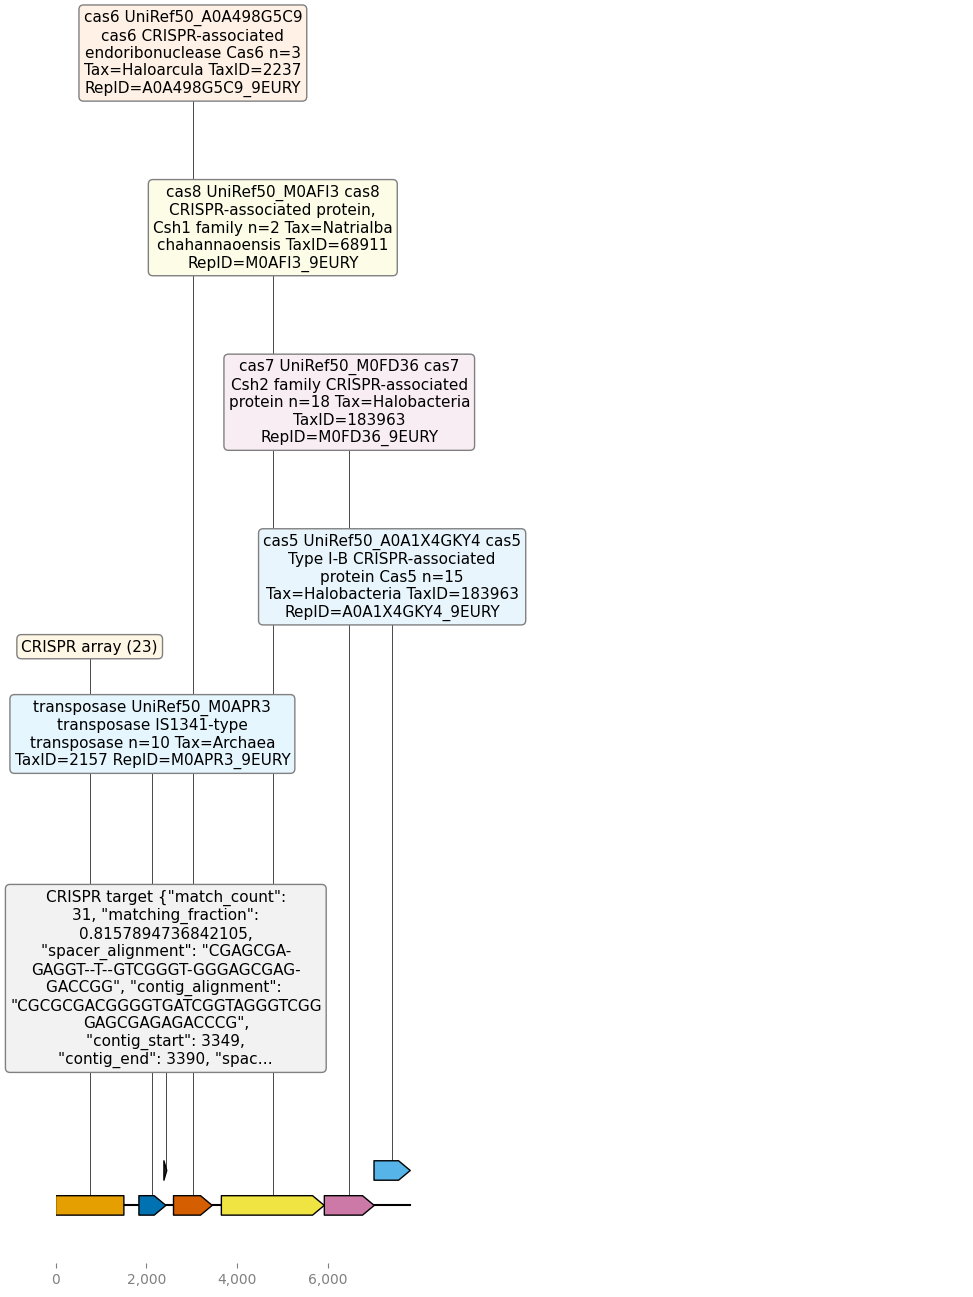 cas6 UniRef50_A0A498G5C9
cas6 CRISPR-associated
endoribonuclease Cas6 n=3
Tax=Haloarcula TaxID=2237
RepID=A0A498G5C9_9EURY
cas8 UniRef50_M0AFI3 cas8
CRISPR-associated protein,
Csh1 family n=2 Tax=Natrialba
chahannaoensis TaxID=68911
RepID=M0AFI3_9EURY
cas7 UniRef50_M0FD36 cas7
Csh2 family CRISPR-associated
protein n=18 Tax=Halobacteria
TaxID=183963
RepID=M0FD36_9EURY
cas5 UniRef50_A0A1X4GKY4 cas5
Type I-B CRISPR-associated
protein Cas5 n=15
Tax=Halobacteria TaxID=183963
RepID=A0A1X4GKY4_9EURY
CRISPR array (23)
transposase UniRef50_M0APR3
transposase IS1341-type
transposase n=10 Tax=Archaea
TaxID=2157 RepID=M0APR3_9EURY
CRISPR target {"match_count":
31, "matching_fraction":
0.8157894736842105,
"spacer_alignment": "CGAGCGA-
GAGGT--T--GTCGGGT-GGGAGCGAG-
GACCGG", "contig_alignment":
"CGCGCGACGGGGTGATCGGTAGGGTCGG
GAGCGAGAGACCCG",
"contig_start": 3349,
"contig_end": 3390, "spac...
0 2,000 4,000 6,000